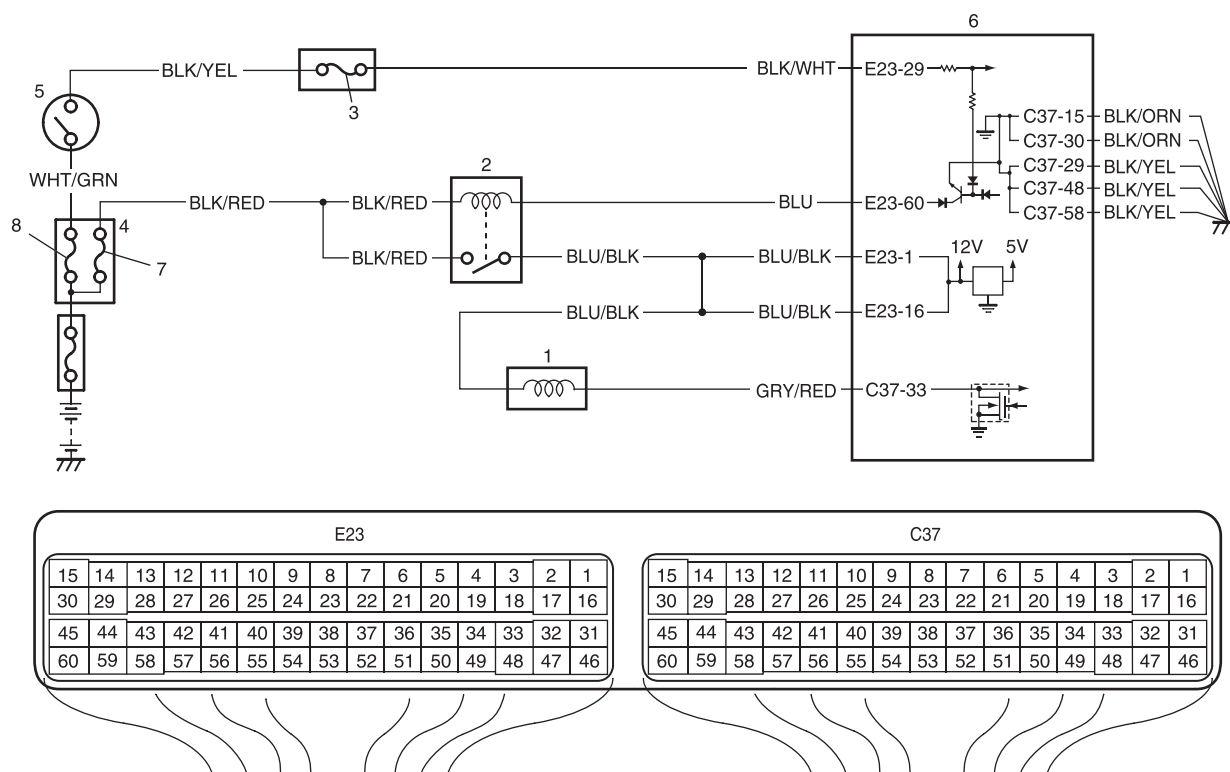 6
BLK/YEL
BLK/WHT
E23-29
5
3
C37-15
BLK/ORN
C37-30
BLK/ORN
2
C37-29
BLK/YEL
WHT/GRN
C37-48
BLK/YEL
BLK/RED
BLK/RED
BLU
E23-60
C37-58
BLK/YEL
8
4
12V
5V
BLK/RED
BLU/BLK
BLU/BLK
E23-1
7
BLU/BLK
BLU/BLK
E23-16
1
GRY/RED
C37-33
E23
C37
15 14 13 12 11 10 9 8 7 6 5 4 3 2 1
15 14 13 12 11 10 9 8 7 6 5 4 3 2 1
30 29 28 27 26 25 24 23 22 21 20 19 18 17 16
30 29 28 27 26 25 24 23 22 21 20 19 18 17 16
45 44 43 42 41 40 39 38 37 36 35 34 33 32 31
45 44 43 42 41 40 39 38 37 36 35 34 33 32 31
60 59 58 57 56 55 54 53 52 51 50 49 48 47 46
60 59 58 57 56 55 54 53 52 51 50 49 48 47 46